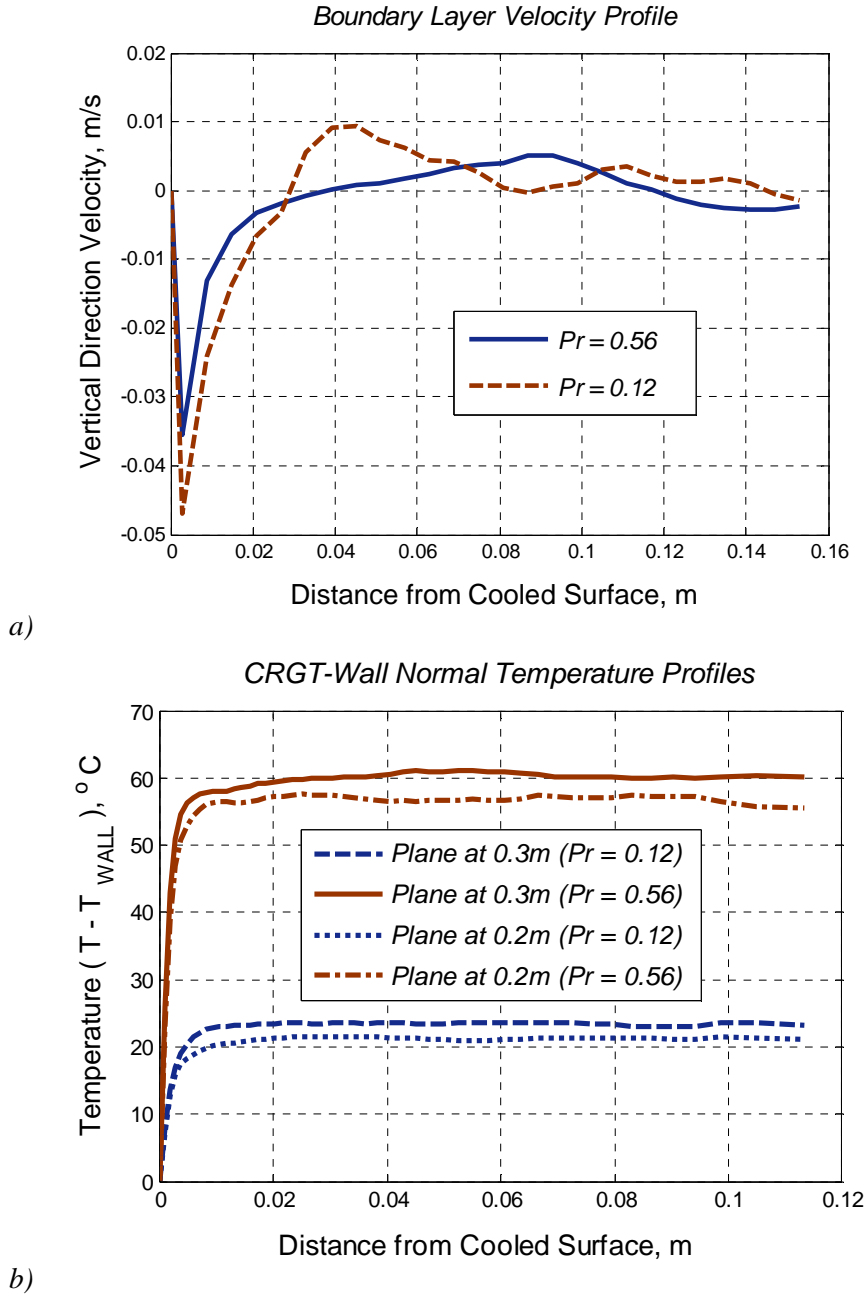 Boundary Layer Velocity Profile
0.02
0.01
0
-0.01
-0.02
-0.03
-0.04
-0.05
Vertical Direction Velocity, m/s
Pr = 0.56
Pr = 0.12
0 0.02 0.04 0.06 0.08 0.1 0.12 0.14 0.16
Distance from Cooled Surface, m
a)
CRGT-Wall Normal Temperature Profiles
70
60
50
40
30
20
10
0
Temperature ( T - T WALL ), o C
Plane at 0.3m (Pr = 0.12)
Plane at 0.3m (Pr = 0.56)
Plane at 0.2m (Pr = 0.12)
Plane at 0.2m (Pr = 0.56)
0 0.02 0.04 0.06 0.08 0.1 0.12
Distance from Cooled Surface, m
b)